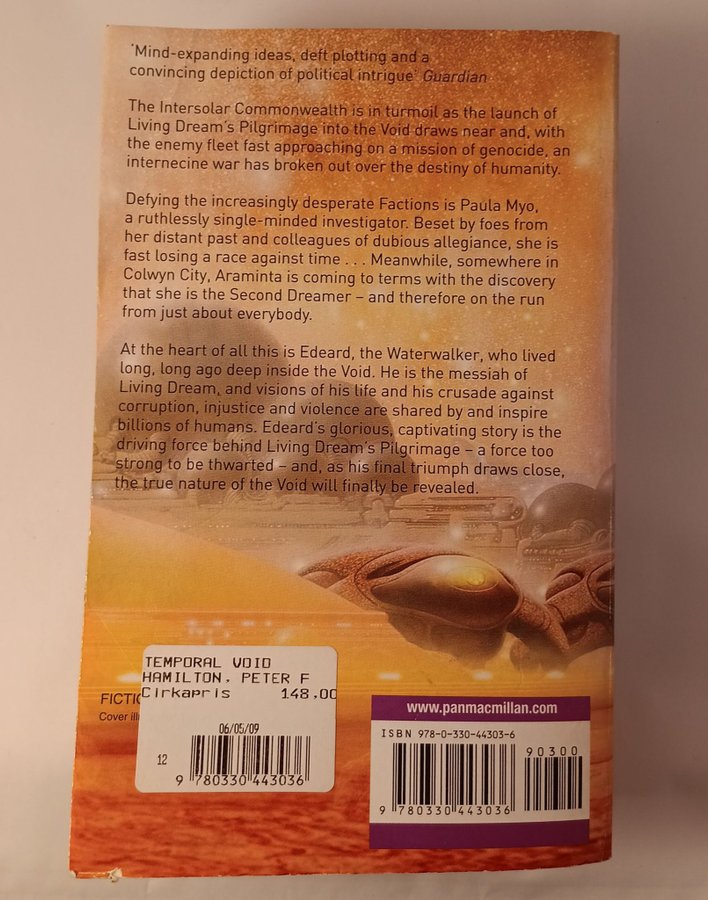 'Mind-expanding ideas, deft plotting and a
convincing depiction of political intrigue' Guardian
The Intersolar Commonwealth is in turmoil as the launch of
Living Dream's Pilgrimage into the Void draws near and, with
the enemy fleet fast approaching on a mission of genocide, an
internecine war has broken out over the destiny of humanity.
Defying the increasingly desperate Factions is Paula Myo,
a ruthlessly single-minded investigator. Beset by foes from
her distant past and colleagues of dubious allegiance, she is
fast losing a race against time . . . Meanwhile, somewhere in
Colwyn City, Araminta is coming to terms with the discovery
that she is the Second Dreamer – and therefore on the run
from just about everybody.
At the heart of all this is Edeard, the Waterwalker, who lived
long, long ago deep inside the Void. He is the messiah of
Living Dream, and visions of his life and his crusade against
corruption, injustice and violence are shared by and inspire
billions of humans. Edeard's glorious, captivating story is the
driving force behind Living Dream's Pilgrimage – a force too
strong to be thwarted – and, as his final triumph draws close,
the true nature of the Void will finally be revealed.
TEMPORAL VOID
HAMILTON, PETER F
Cirkapris 148,00
06/05/09
12
9 780330 443036
FICTIO
Cover ill
www.panmacmillan.com
ISBN 978-0-330-44303-6
90300
9 780330 443036